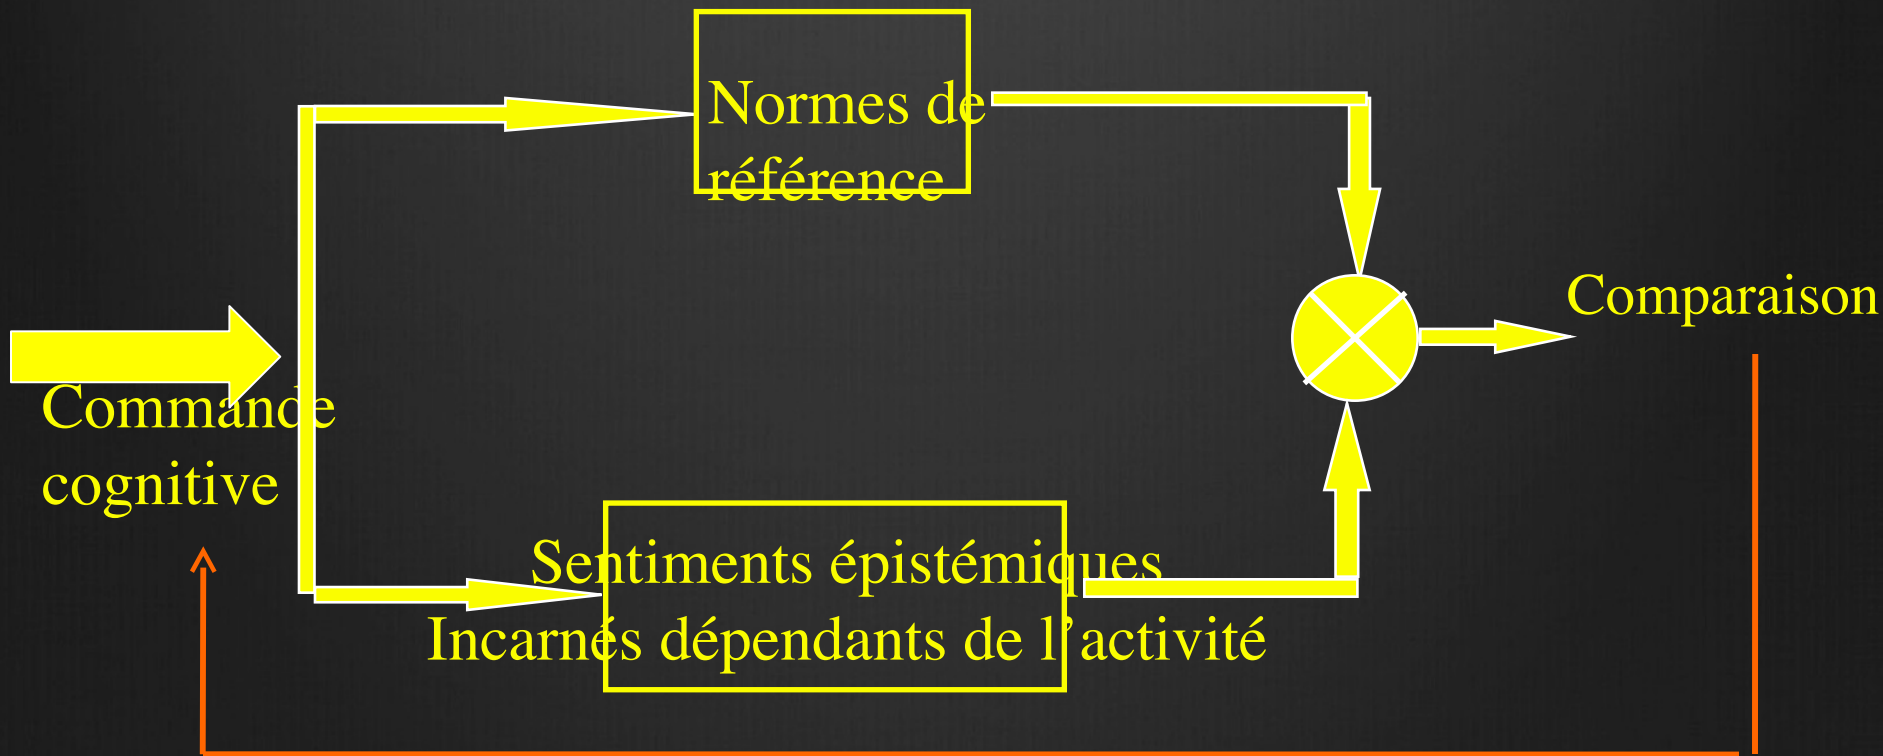 Normes de
référence
Comparaison
Commande
cognitive
Sentiments épistémiques
Incarnés dépendants de l’activité